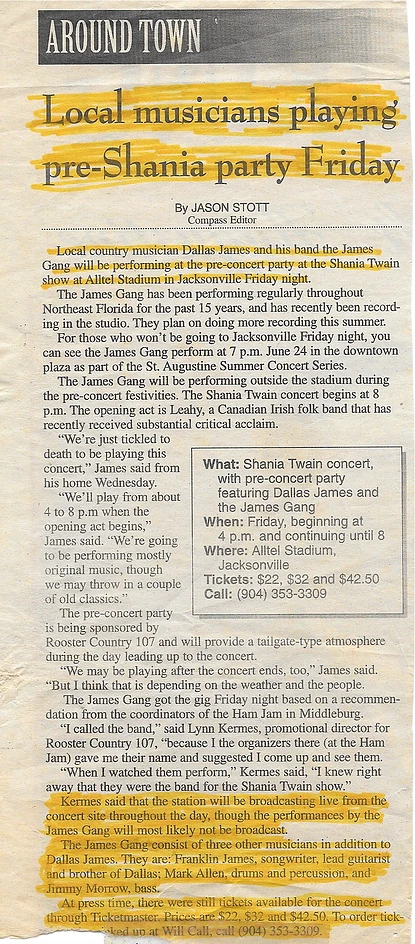 AROUND TOWN
Local musicians playing
pre-Shania party Friday
By JASON STOTT
Compass Editor
Local country musician Dallas James and his band the James
Gang will be performing at the pre-concert party at the Shania Twain
show at Alltel Stadium in Jacksonville Friday night.
The James Gang has been performing regularly throughout
Northeast Florida for the past 15 years, and has recently been record-
ing in the studio. They plan on doing more recording this summer.
For those who won't be going to Jacksonville Friday night, you
can see the James Gang perform at 7 p.m. June 24 in the downtown
plaza as part of the St. Augustine Summer Concert Series.
The James Gang will be performing outside the stadium during
the pre-concert festivities. The Shania Twain concert begins at 8
p.m. The opening act is Leahy, a Canadian Irish folk band that has
recently received substantial critical acclaim.
"We're just tickled to
death to be playing this
concert," James said from
his home Wednesday.
"We'll play from about
4 to 8 p.m when the
opening act begins,"
James said. "We're going
to be performing mostly
original music, though
we may throw in a couple
of old classics."
The pre-concert party
is being sponsored by
Rooster Country 107 and will provide a tailgate-type atmosphere
during the day leading up to the concert.
"We may be playing after the concert ends, too," James said.
"But I think that is depending on the weather and the people.
The James Gang got the gig Friday night based on a recommen-
dation from the coordinators of the Ham Jam in Middleburg.
"I called the band," said Lynn Kermes, promotional director for
Rooster Country 107, "because I the organizers there (at the Ham
Jam) gave me their name and suggested I come up and see them.
"When I watched them perform," Kermes said, "I knew right
away that they were the band for the Shania Twain show."
Kermes said that the station will be broadcasting live from the
concert site throughout the day, though the performances by the
James Gang will most likely not be broadcast.
The James Gang consist of three other musicians in addition to
Dallas James. They are: Franklin James, songwriter, lead guitarist
and brother of Dallas; Mark Allen, drums and percussion, and
Jimmy Morrow, bass.
At press time, there were still tickets available for the concert
through Ticketmaster. Prices are $22, $32 and $42.50. To order tick-
up at Will Call, call (904) 353-3309.
What: Shania Twain concert,
with pre-concert party
featuring Dallas James and
the James Gang
When: Friday, beginning at
4 p.m. and continuing until 8
Where: Alltel Stadium,
Jacksonville
Tickets: $22, $32 and $42.50
Call: (904) 353-3309